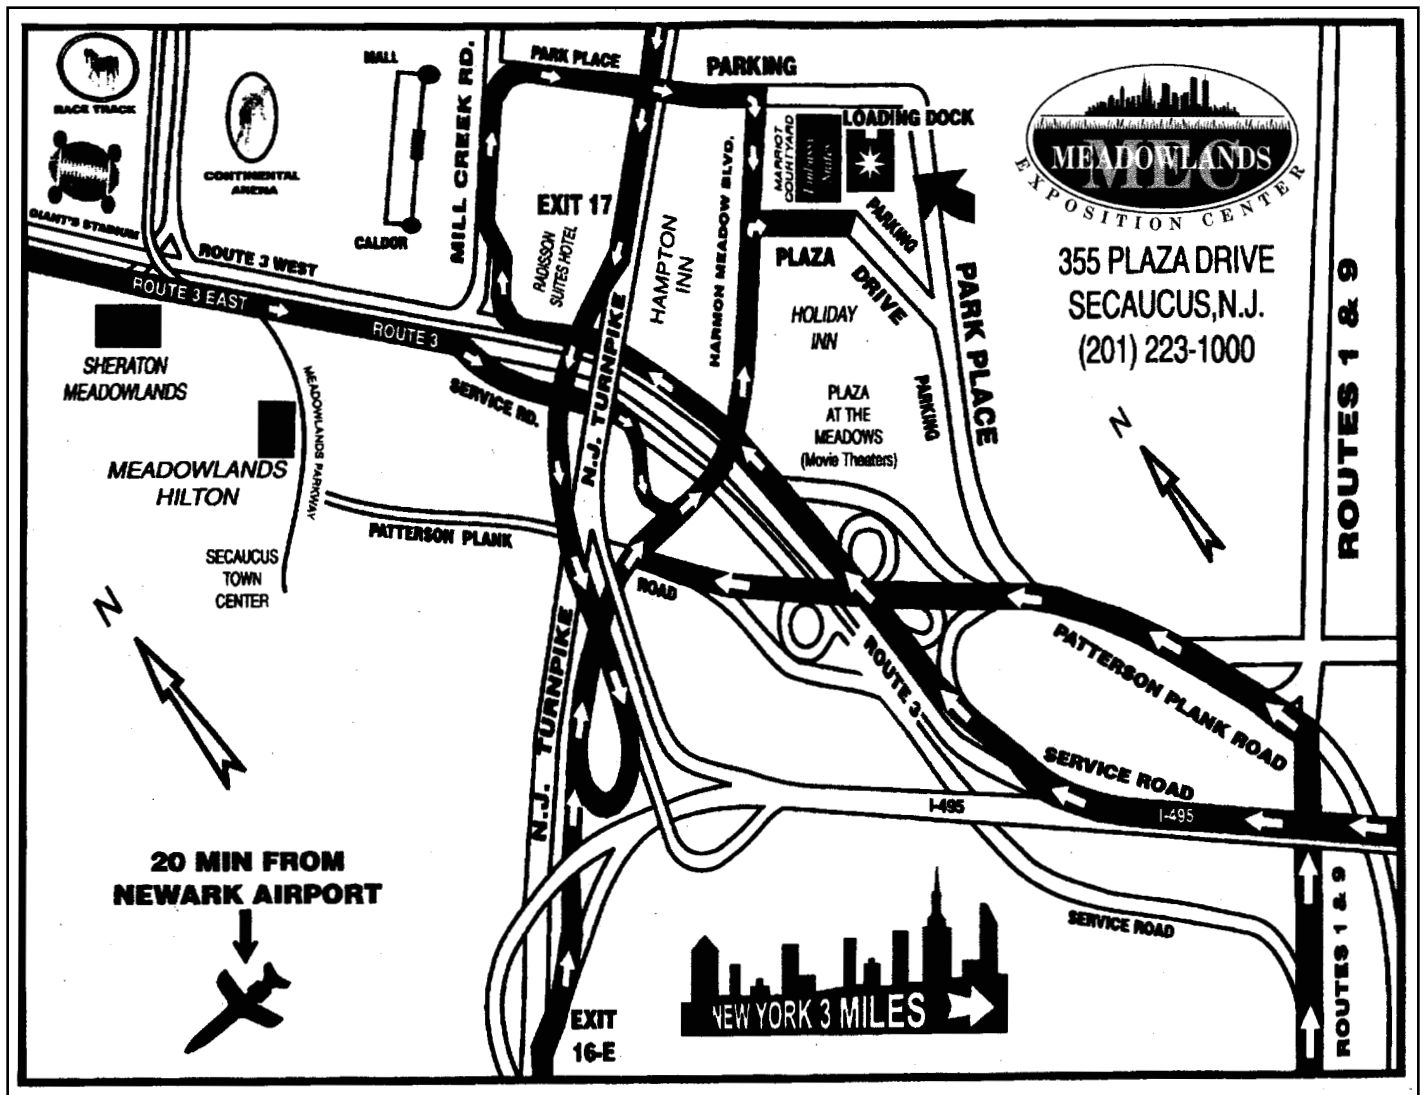 RACE TRACK
GIANT'S STADIUM
CONTINENTAL
ARENA
MALL
CALDOR
MILL CREEK RD.
PARK PLACE
PARKING
LOADING DOCK
MARRIOT
COURTYARD
Embassy
Suites
HARMON MEADOW BLVD.
EXIT 17
RADISSON
SUITES HOTEL
HAMPTON
INN
PARKING
PLAZA
DRIVE
HOLIDAY
INN
PLAZA
AT THE
MEADOWS
(Movie Theaters)
PARKING
PARK PLACE
MEC
MEADOWLANDS
EXPOSITION CENTER
355 PLAZA DRIVE
SECAUCUS,N.J.
(201) 223-1000
N
ROUTES 1 & 9
ROUTE 3 WEST
ROUTE 3 EAST
ROUTE 3
SERVICE RD.
N.J. TURNPIKE
SHERATON
MEADOWLANDS
MEADOWLANDS
HILTON
MEADOWLANDS PARKWAY
SECAUCUS
TOWN
CENTER
PATTERSON PLANK
ROAD
N
N.J. TURNPIKE
ROUTE 3
PATTERSON PLANK ROAD
SERVICE ROAD
I-495
I-495
SERVICE ROAD
ROUTES 1 & 9
20 MIN FROM
NEWARK AIRPORT
EXIT
16-E
NEW YORK 3 MILES